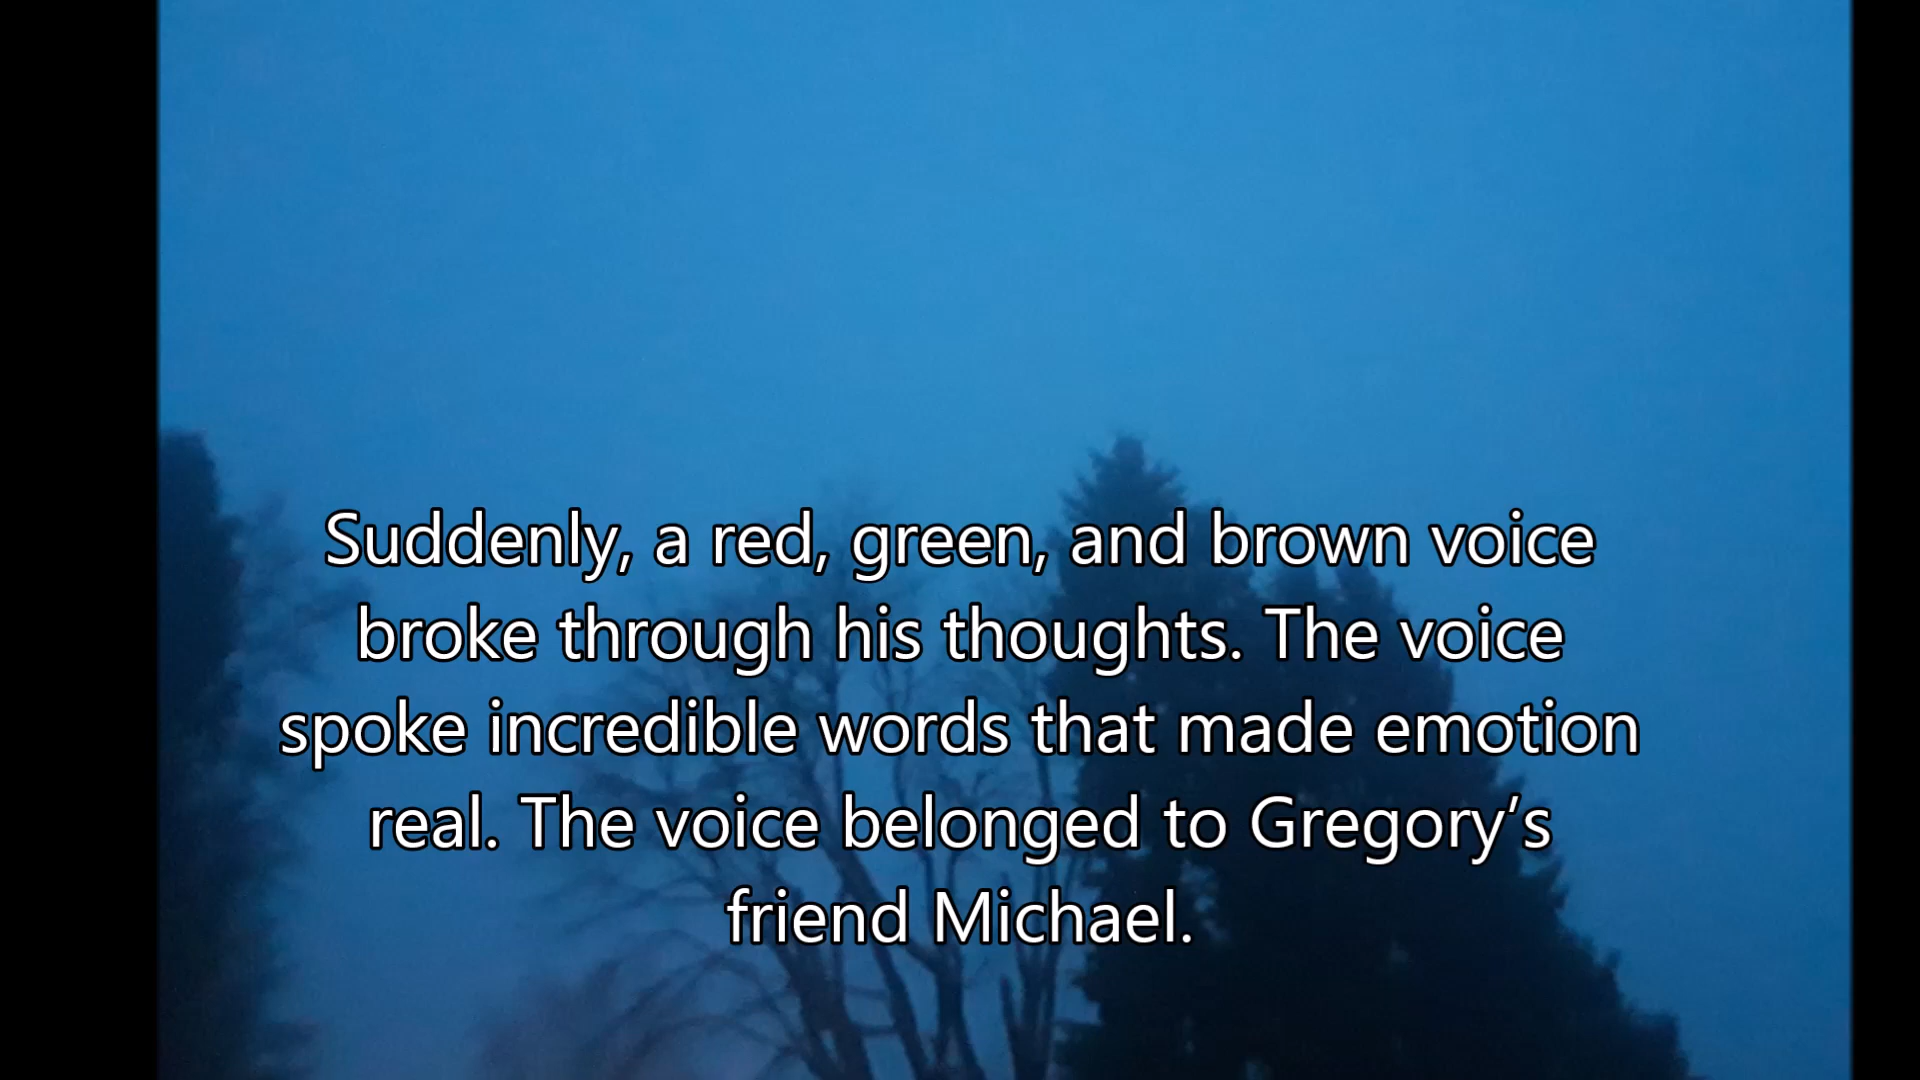 Suddenly, a red, green, and brown voice
broke through his thoughts. The voice
spoke incredible words that made emotion
real. The voice belonged to Gregory‘s
friend Michael.